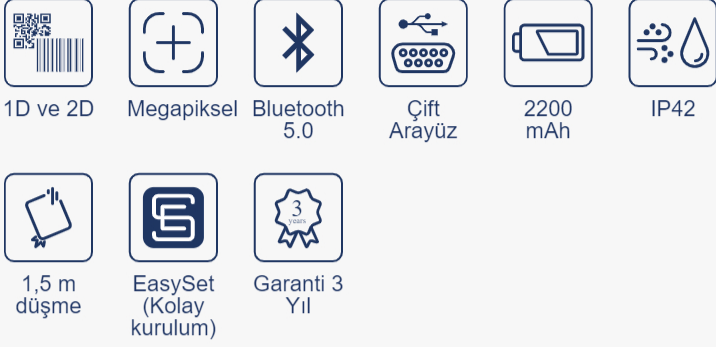 1D ve 2D
Megapiksel
Bluetooth
5.0
Çift
Arayüz
2200
mAh
IP42
1,5 m
düşme
EasySet
(Kolay
kurulum)
3
years
Garanti 3
Yıl